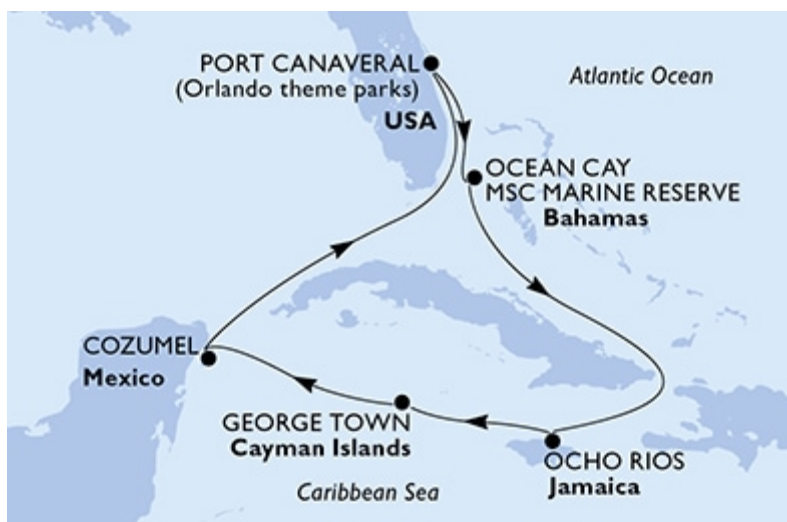 PORT CANAVERAL
(Orlando theme parks)
USA
Atlantic Ocean
OCEAN CAY
MSC MARINE RESERVE
Bahamas
COZUMEL
Mexico
GEORGE TOWN
Cayman Islands
OCHO RIOS
Jamaica
Caribbean Sea